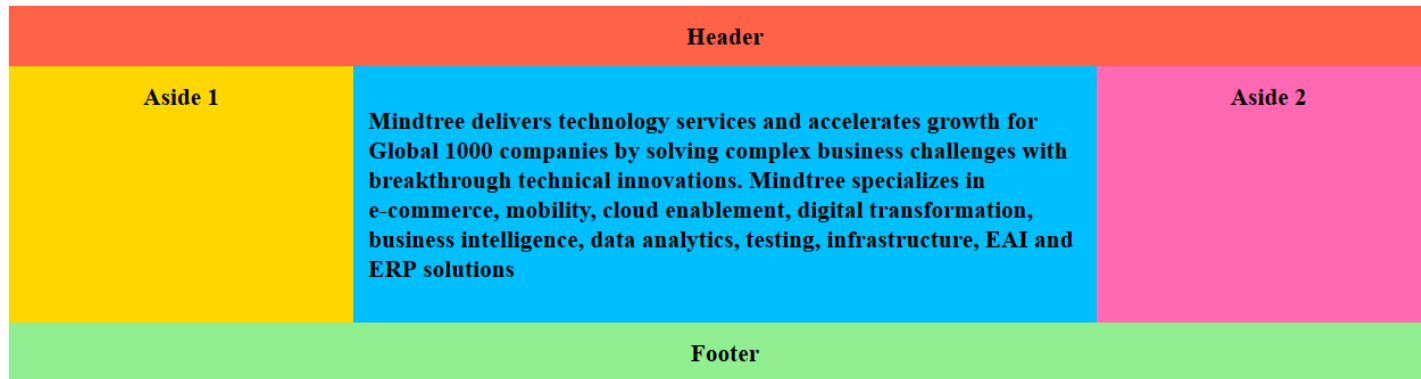 Header
Aside 1
Mindtree delivers technology services and accelerates growth for
Global 1000 companies by solving complex business challenges with
breakthrough technical innovations. Mindtree specializes in
e-commerce, mobility, cloud enablement, digital transformation,
business intelligence, data analytics, testing, infrastructure, EAI and
ERP solutions
Aside 2
Footer